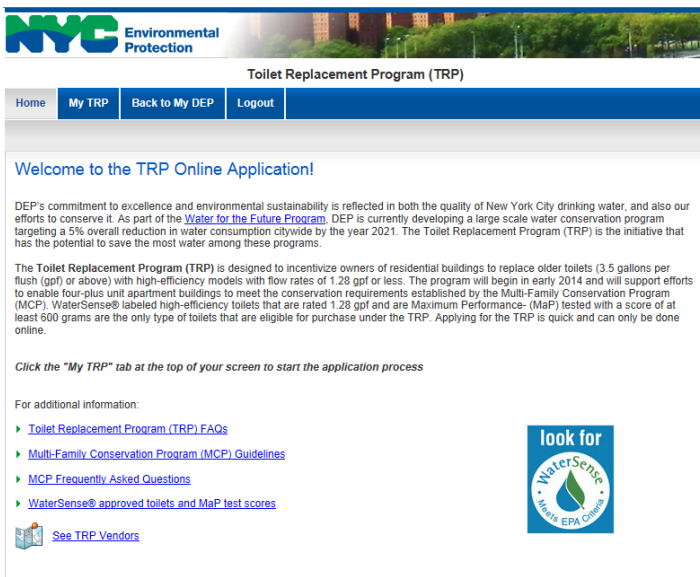 NYC Environmental
Protection
Toilet Replacement Program (TRP)
Home My TRP Back to My DEP Logout
Welcome to the TRP Online Application!
DEP's commitment to excellence and environmental sustainability is reflected in both the quality of New York City drinking water, and also our
efforts to conserve it. As part of the Water for the Future Program, DEP is currently developing a large scale water conservation program
targeting a 5% overall reduction in water consumption citywide by the year 2021. The Toilet Replacement Program (TRP) is the initiative that
has the potential to save the most water among these programs.
The Toilet Replacement Program (TRP) is designed to incentivize owners of residential buildings to replace older toilets (3.5 gallons per
flush (gpf) or above) with high-efficiency models with flow rates of 1.28 gpf or less. The program will begin in early 2014 and will support efforts
to enable four-plus unit apartment buildings to meet the conservation requirements established by the Multi-Family Conservation Program
(MCP). WaterSense® labeled high-efficiency toilets that are rated 1.28 gpf and are Maximum Performance- (MaP) tested with a score of at
least 600 grams are the only type of toilets that are eligible for purchase under the TRP. Applying for the TRP is quick and can only be done
online.
Click the "My TRP" tab at the top of your screen to start the application process
For additional information:
Toilet Replacement Program (TRP) FAQs
Multi-Family Conservation Program (MCP) Guidelines
MCP Frequently Asked Questions
WaterSense® approved toilets and MaP test scores
See TRP Vendors
look for
WaterSense
Meets EPA Criteria